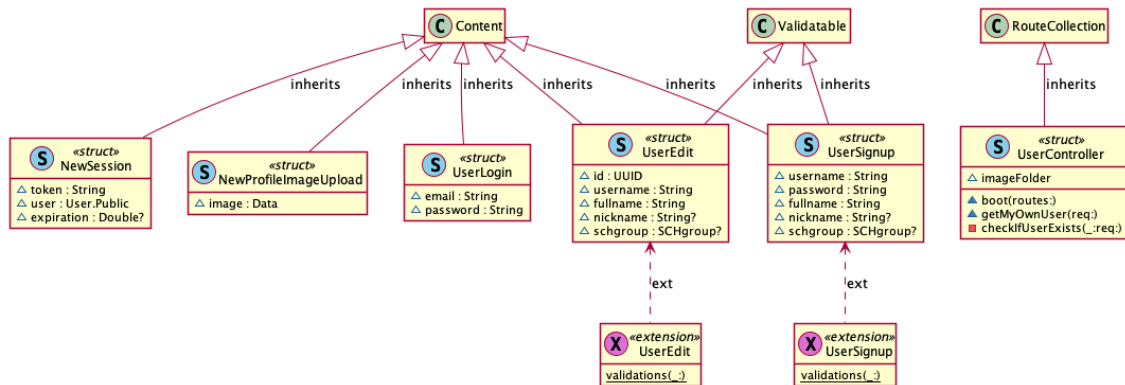 C Content
C Validatable
C RouteCollection
inherits
inherits
inherits
inherits
inherits
inherits
inherits
inherits
S «struct»
NewSession
token : String
user : User.Public
expiration : Double?
S «struct»
NewProfileImageUpload
image : Data
S «struct»
UserLogin
email : String
password : String
S «struct»
UserEdit
id : UUID
username : String
fullname : String
nickname : String?
schgroup : SCHgroup?
S «struct»
UserSignup
username : String
password : String
fullname : String
nickname : String?
schgroup : SCHgroup?
S «struct»
UserController
imageFolder
boot(routes:)
getMyOwnUser(req:)
checkIfUserExists(_:req:)
ext
ext
X «extension»
UserEdit
validations(_:)
X «extension»
UserSignup
validations(_:)